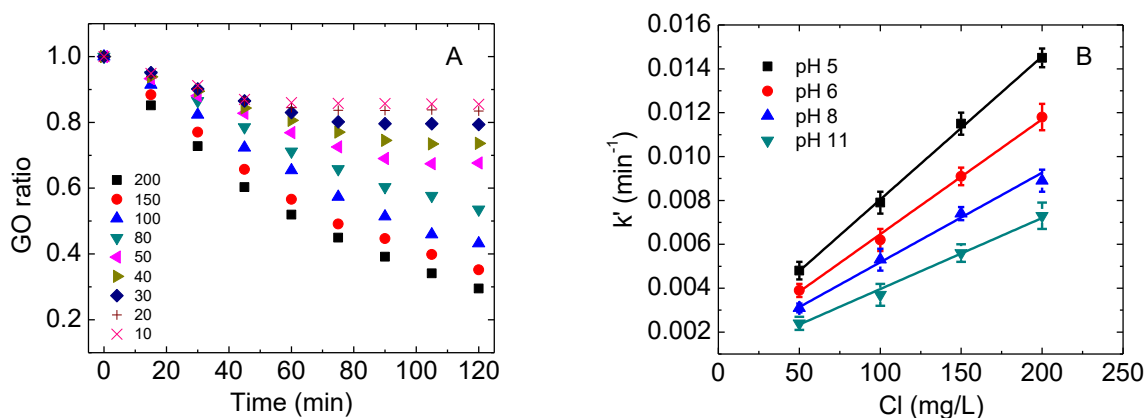 A
1.0
0.8
0.6
0.4
0.2
GO ratio
200
150
100
80
50
40
30
20
10
0 20 40 60 80 100 120
Time (min)
B
0.016
0.014
0.012
0.010
0.008
0.006
0.004
0.002
k' (min-1)
pH 5
pH 6
pH 8
pH 11
0 50 100 150 200 250
Cl (mg/L)